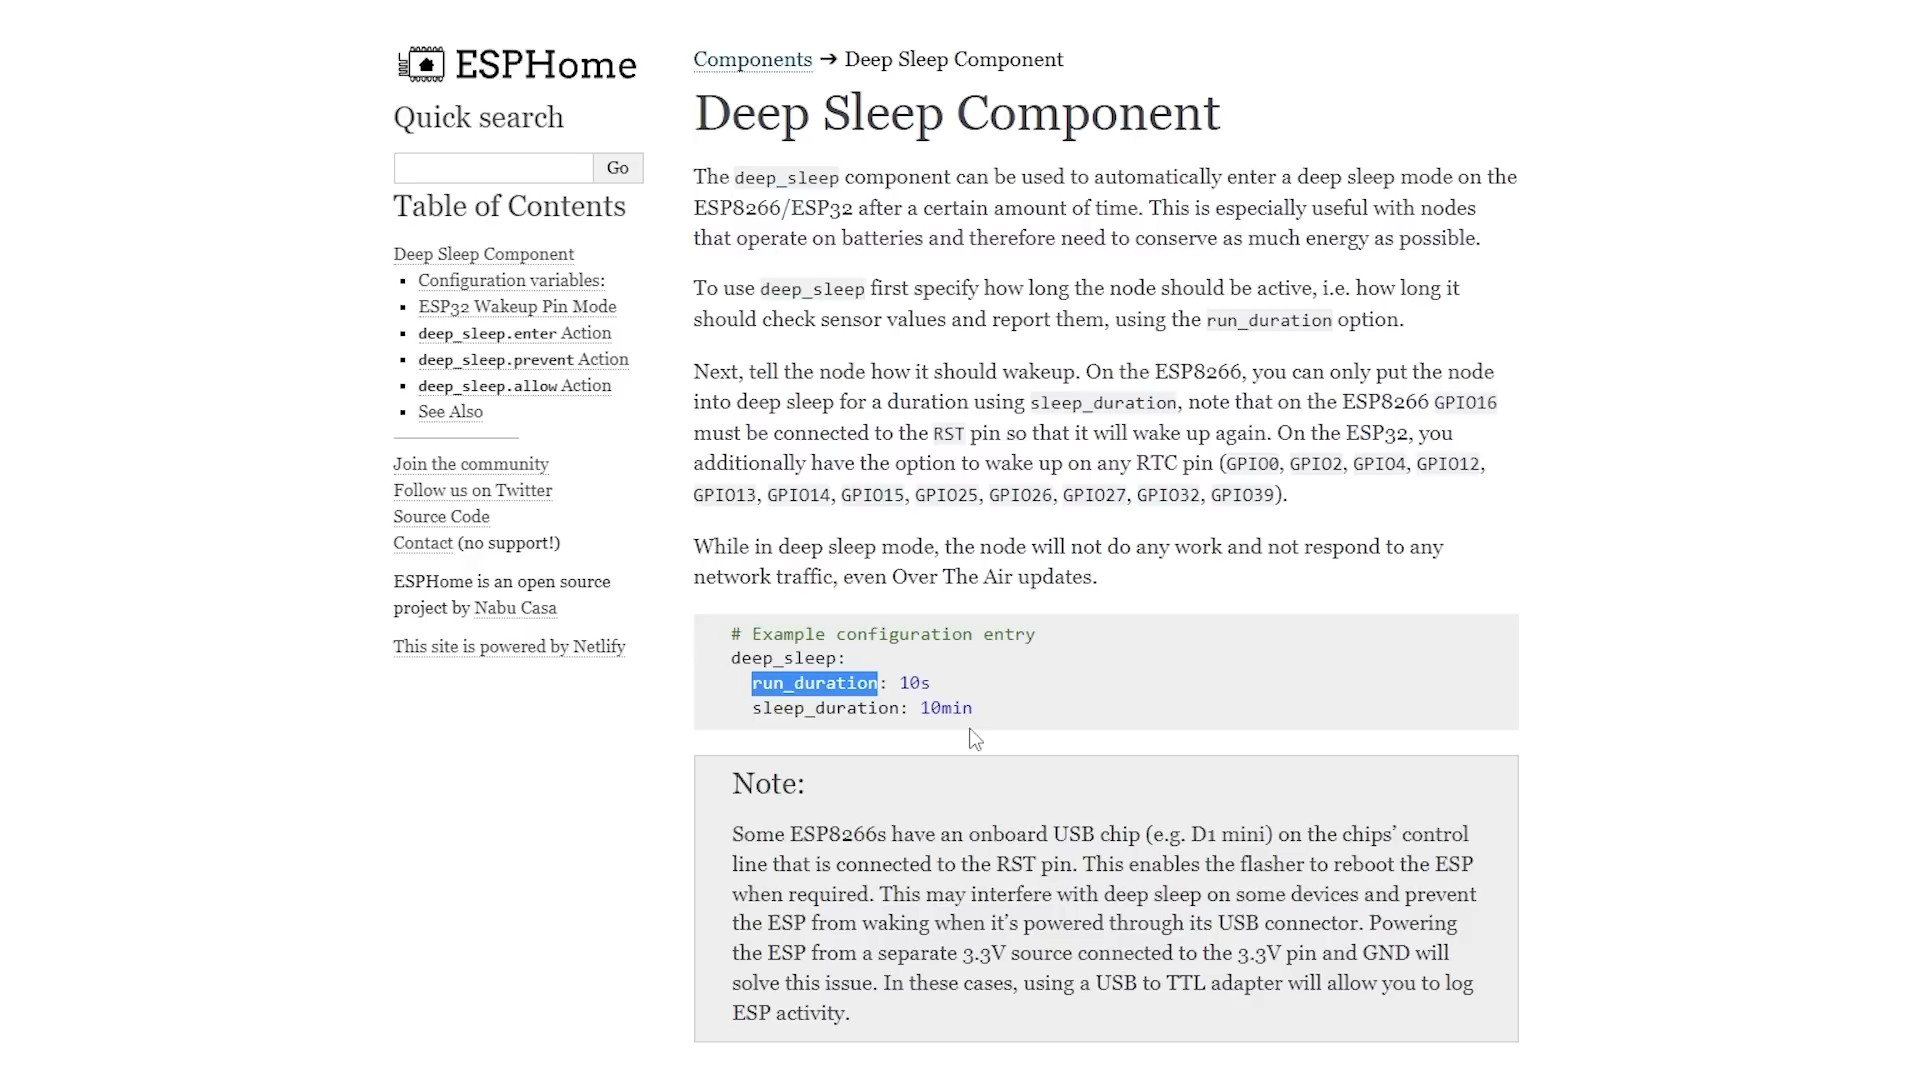 ESPHome
Quick search
Go
Table of Contents
Deep Sleep Component
Configuration variables:
ESP32 Wakeup Pin Mode
deep_sleep.enter Action
deep_sleep.prevent Action
deep_sleep.allow Action
See Also
Join the community
Follow us on Twitter
Source Code
Contact (no support!)
ESPHome is an open source
project by Nabu Casa
This site is powered by Netlify
Components → Deep Sleep Component
Deep Sleep Component
The deep_sleep component can be used to automatically enter a deep sleep mode on the
ESP8266/ESP32 after a certain amount of time. This is especially useful with nodes
that operate on batteries and therefore need to conserve as much energy as possible.
To use deep_sleep first specify how long the node should be active, i.e. how long it
should check sensor values and report them, using the run_duration option.
Next, tell the node how it should wakeup. On the ESP8266, you can only put the node
into deep sleep for a duration using sleep_duration, note that on the ESP8266 GPIO16
must be connected to the RST pin so that it will wake up again. On the ESP32, you
additionally have the option to wake up on any RTC pin (GPIO0, GPIO2, GPIO4, GPIO12,
GPIO13, GPIO14, GPIO15, GPIO25, GPIO26, GPIO27, GPIO32, GPIO39).
While in deep sleep mode, the node will not do any work and not respond to any
network traffic, even Over The Air updates.
# Example configuration entry
deep_sleep:
run_duration: 10s
sleep_duration: 10min
Note:
Some ESP8266s have an onboard USB chip (e.g. D1 mini) on the chips’ control
line that is connected to the RST pin. This enables the flasher to reboot the ESP
when required. This may interfere with deep sleep on some devices and prevent
the ESP from waking when it’s powered through its USB connector. Powering
the ESP from a separate 3.3V source connected to the 3.3V pin and GND will
solve this issue. In these cases, using a USB to TTL adapter will allow you to log
ESP activity.